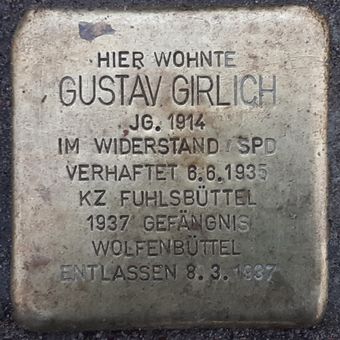 HIER WOHNTE
GUSTAV GIRLICH
JG. 1914
IM WIDERSTAND / SPD
VERHAFTET 6.6.1935
KZ FUHLSBÜTTEL
1937 GEFÄNGNIS
WOLFENBÜTTEL
ENTLASSEN 8.3.1937